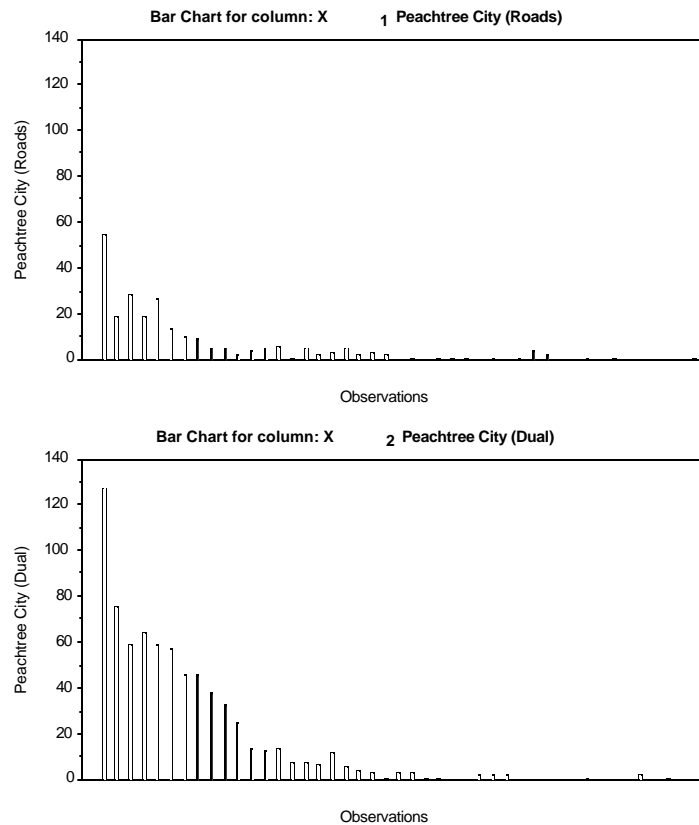 Bar Chart for column: X 1 Peachtree City (Roads)
140
120
100
80
60
40
20
0
Peachtree City (Roads)
Observations
Bar Chart for column: X 2 Peachtree City (Dual)
140
120
100
80
60
40
20
0
Peachtree City (Dual)
Observations